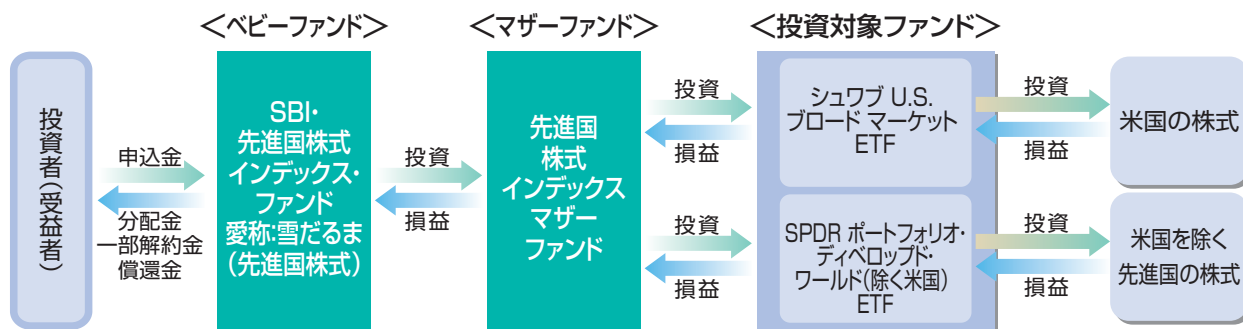 <ベビーファンド>
<マザーファンド>
<投資対象ファンド>
投資者(受益者)
申込金
分配金
一部解約金
償還金
SBI・
先進国株式
インデックス・
ファンド
愛称:雪だるま
(先進国株式)
投資
損益
先進国
株式
インデックス
マザー
ファンド
投資
損益
シュワブ U.S.
ブロード マーケット
ETF
投資
損益
米国の株式
投資
損益
SPDR ポートフォリオ・
ディベロップド・
ワールド(除く米国)
ETF
投資
損益
米国を除く
先進国の株式